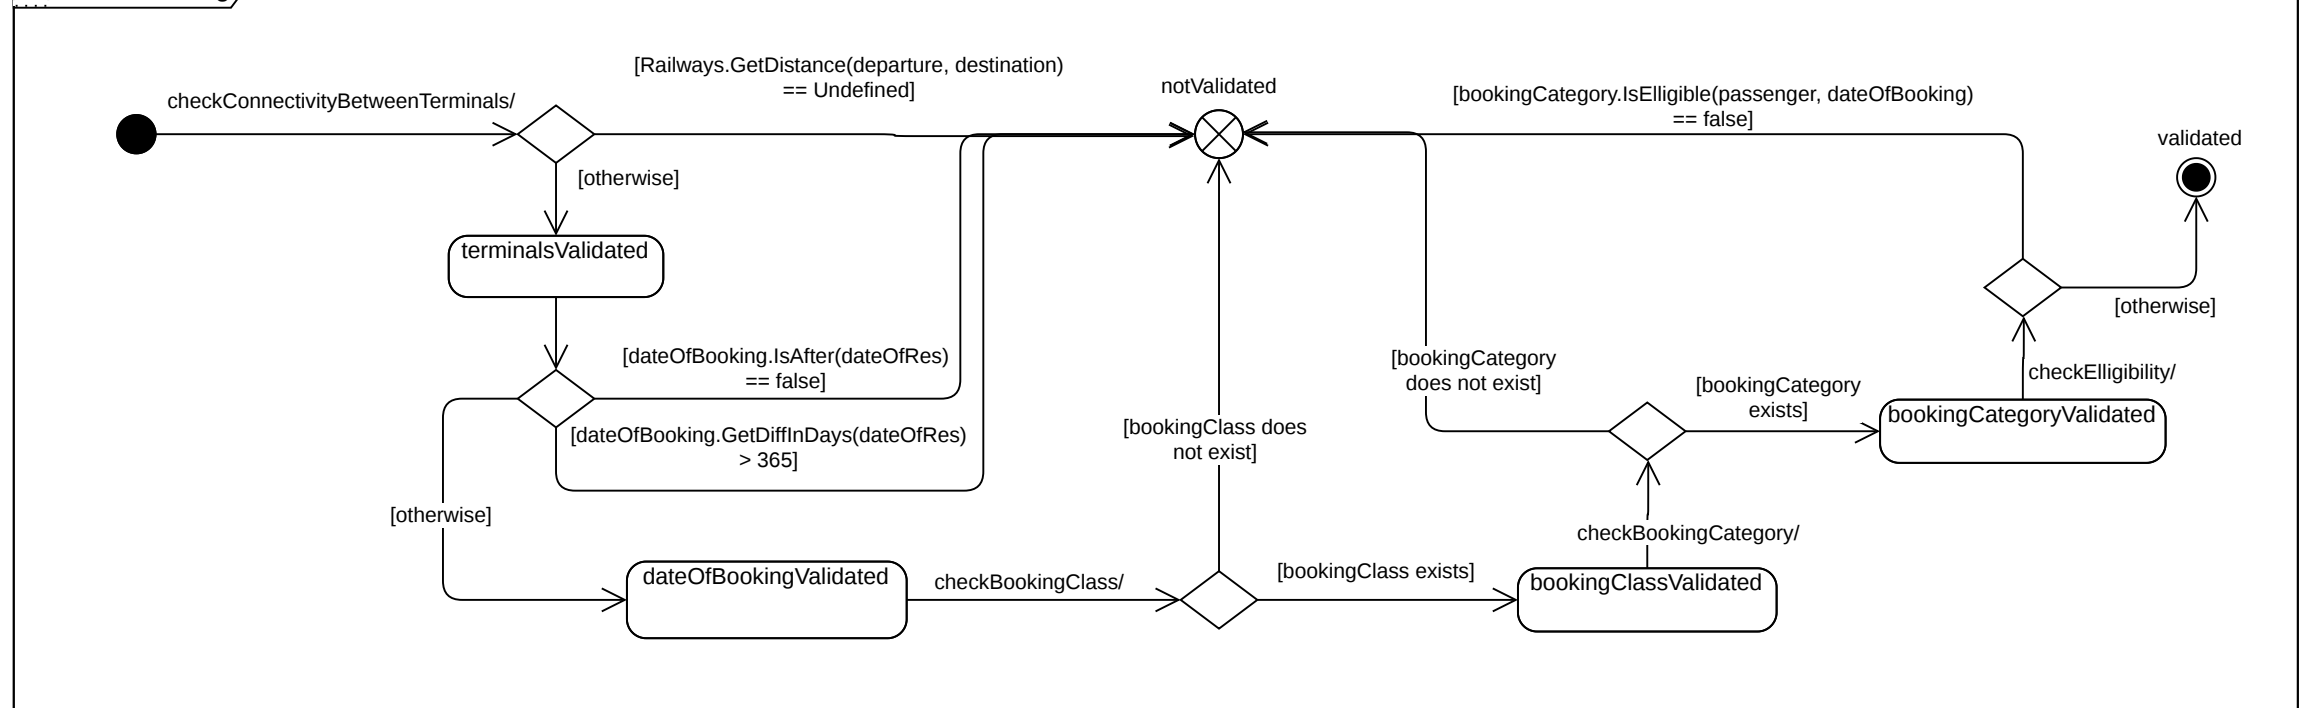 [Railways.GetDistance(departure, destination)
== Undefined]
notValidated
[bookingCategory.IsElligible(passenger, dateOfBooking)
== false]
checkConnectivityBetweenTerminals/
validated
[otherwise]
terminalsValidated
[otherwise]
[dateOfBooking.IsAfter(dateOfRes)
== false]
[bookingCategory
does not exist]
[bookingCategory
exists]
checkElligibility/
bookingCategoryValidated
[dateOfBooking.GetDiffInDays(dateOfRes)
> 365]
[bookingClass does
not exist]
[otherwise]
checkBookingCategory/
dateOfBookingValidated
checkBookingClass/
[bookingClass exists]
bookingClassValidated